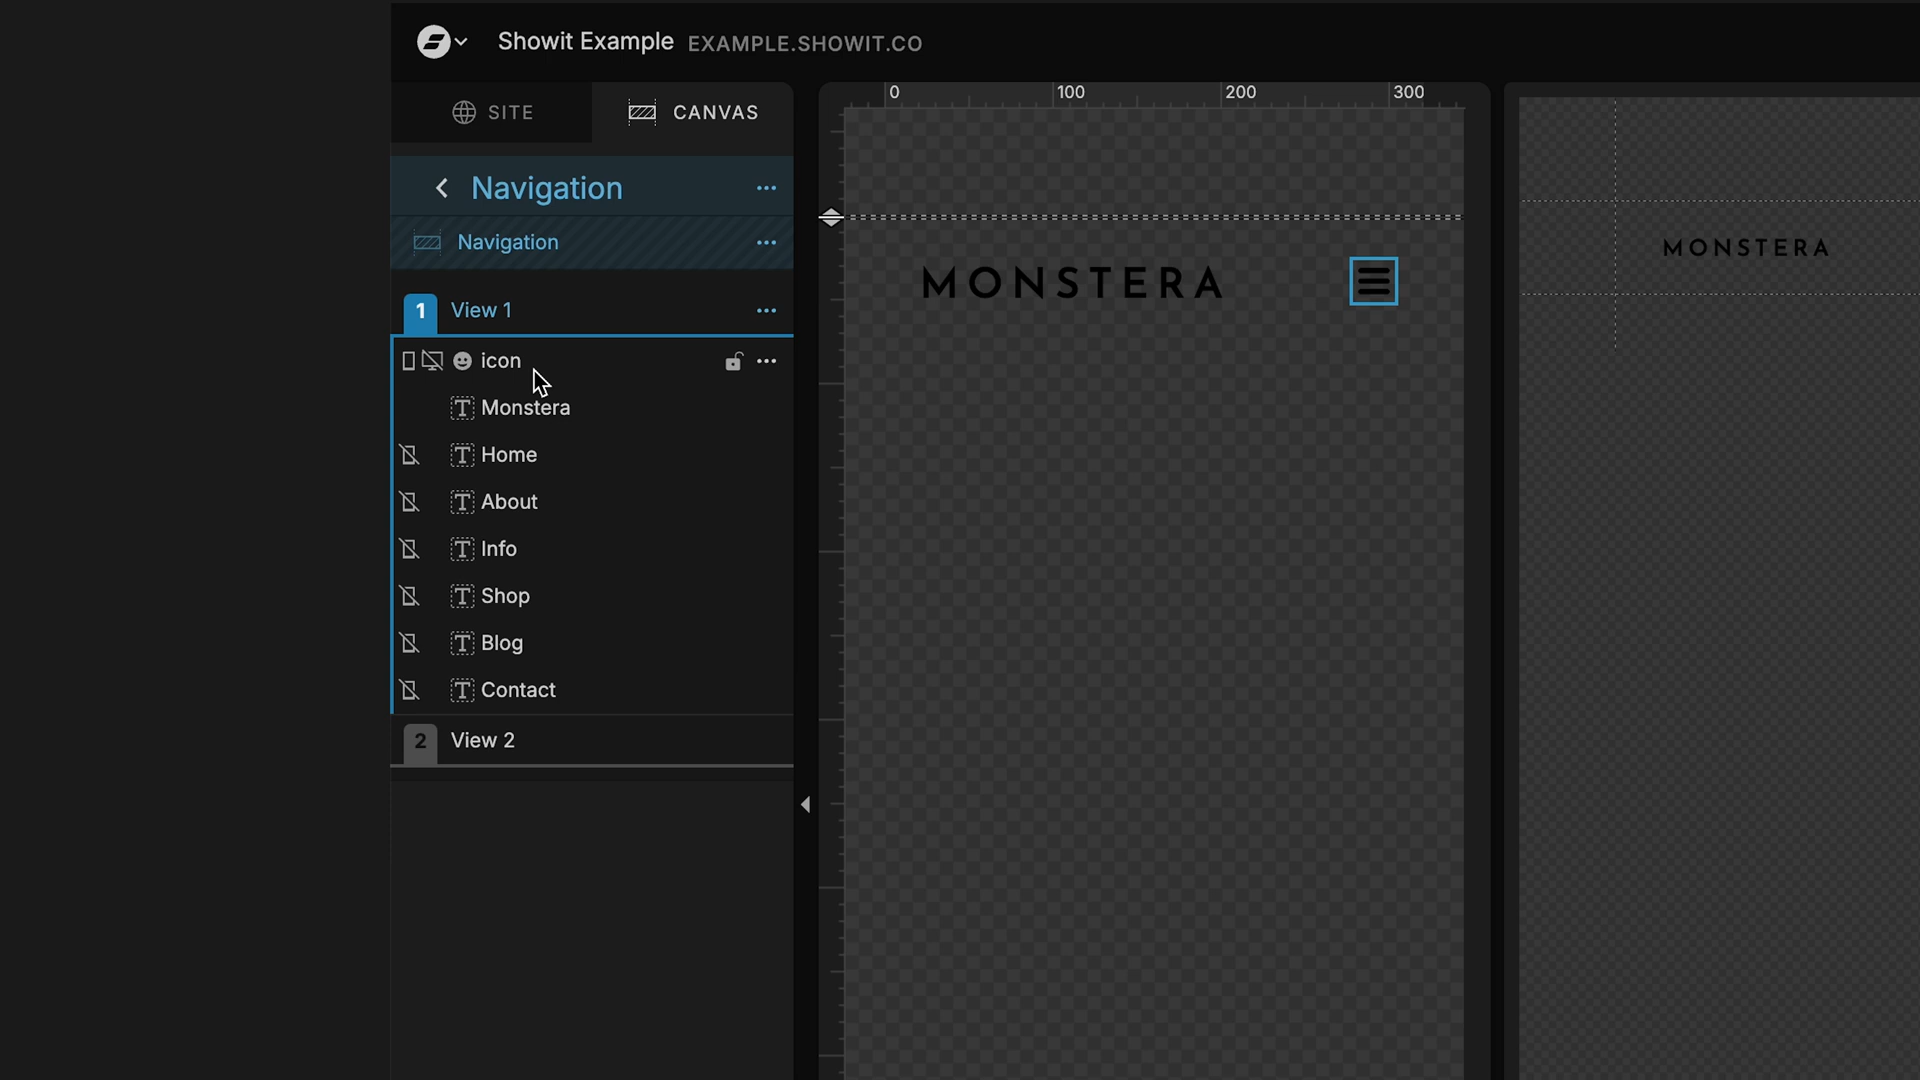 Showit Example EXAMPLE.SHOWIT.CO
SITE
CANVAS
Navigation
Navigation
1 View 1
icon
Monstera
Home
About
Info
Shop
Blog
Contact
2 View 2
0 100 200 300
MONSTERA
MONSTERA